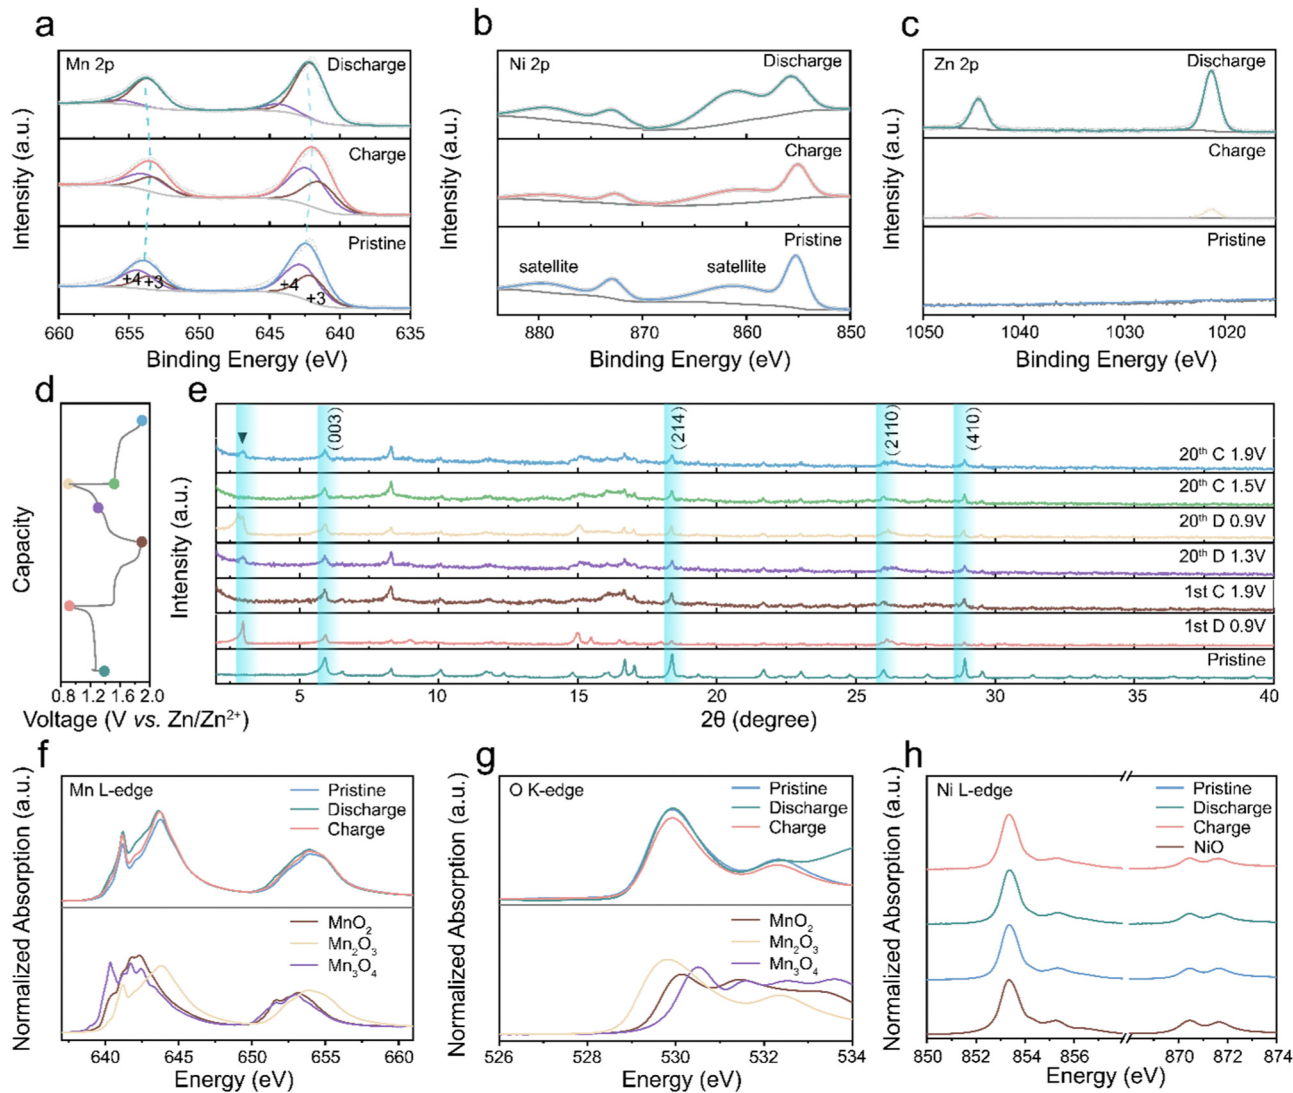 a
Mn 2p
Discharge
Charge
Pristine
+4
+3
+4
+3
Intensity (a.u.)
660 655 650 645 640 635
Binding Energy (eV)
b
Ni 2p
Discharge
Charge
Pristine
satellite
satellite
Intensity (a.u.)
880 870 860 850
Binding Energy (eV)
c
Zn 2p
Discharge
Charge
Pristine
Intensity (a.u.)
1050 1040 1030 1020
Binding Energy (eV)
d
Capacity
0.8 1.2 1.6 2.0
Voltage (V vs. Zn/Zn²⁺)
e
Intensity (a.u.)
▼
(003)
(214)
(2110)
(410)
20th C 1.9V
20th C 1.5V
20th D 0.9V
20th D 1.3V
1st C 1.9V
1st D 0.9V
Pristine
5 10 15 20 25 30 35 40
2θ (degree)
f
Mn L-edge
Pristine
Discharge
Charge
MnO₂
Mn₂O₃
Mn₃O₄
Normalized Absorption (a.u.)
640 645 650 655 660
Energy (eV)
g
O K-edge
Pristine
Discharge
Charge
MnO₂
Mn₂O₃
Mn₃O₄
Normalized Absorption (a.u.)
526 528 530 532 534
Energy (eV)
h
Ni L-edge
Pristine
Discharge
Charge
NiO
Normalized Absorption (a.u.)
850 852 854 856 870 872 874
Energy (eV)